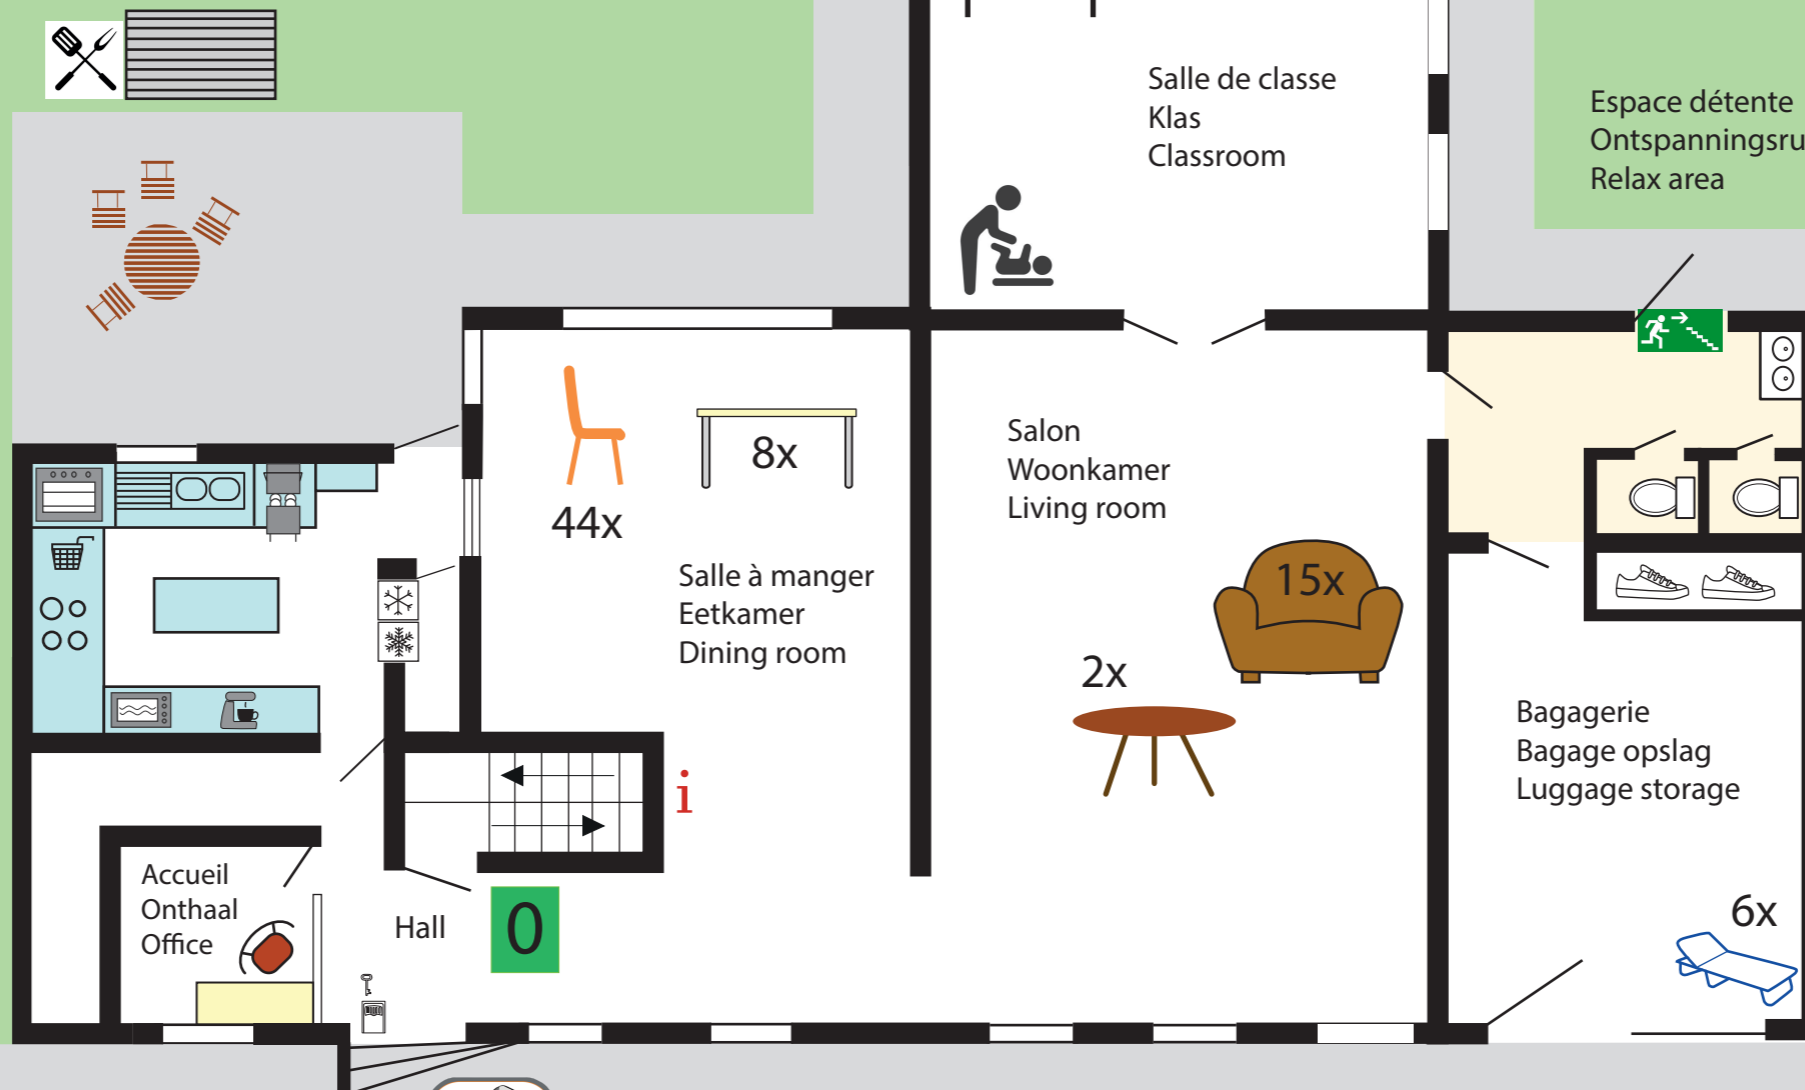 Salle de classe
Klas
Classroom
Espace détente
Ontspanningsru
Relax area
8x
44x
Salle à manger
Eetkamer
Dining room
Salon
Woonkamer
Living room
15x
2x
Bagagerie
Bagage opslag
Luggage storage
6x
i
Accueil
Onthaal
Office
Hall
0